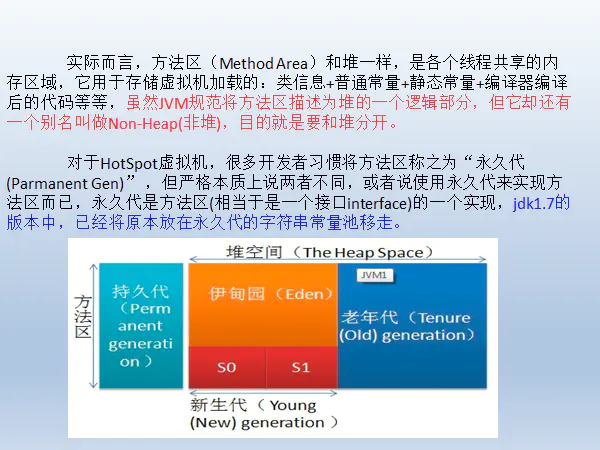 实际而言，方法区（Method Area）和堆一样，是各个线程共享的内
存区域，它用于存储虚拟机加载的：类信息+普通常量+静态常量+编译器编译
后的代码等等，虽然JVM规范将方法区描述为堆的一个逻辑部分，但它却还有
一个别名叫做Non-Heap(非堆)，目的就是要和堆分开。
对于HotSpot虚拟机，很多开发者习惯将方法区称之为“永久代
(Parmanent Gen)”，但严格本质上说两者不同，或者说使用永久代来实现方
法区而已，永久代是方法区(相当于是一个接口interface)的一个实现，jdk1.7的
版本中，已经将原本放在永久代的字符串常量池移走。
堆空间（The Heap Space）
方法区
持久代
（Perm
anent
generati
on ）
伊甸园（Eden）
S0
S1
JVM1
老年代（Tenure
(Old) generation）
新生代（ Young
(New) generation ）